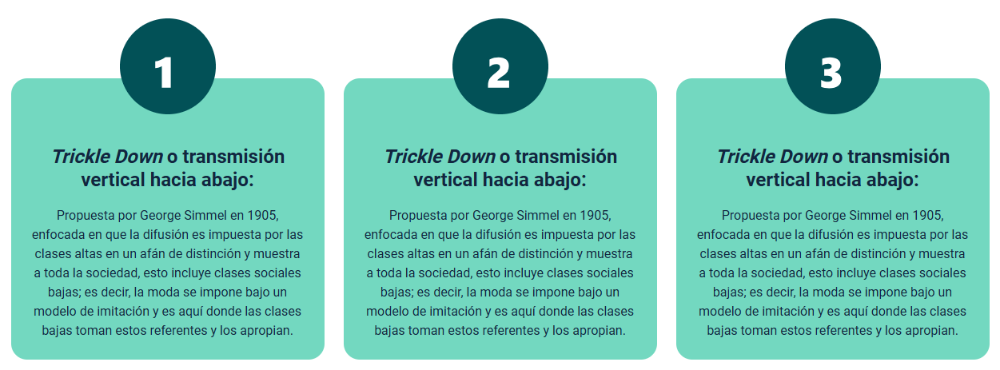 1
Trickle Down o transmisión
vertical hacia abajo:
Propuesta por George Simmel en 1905,
enfocada en que la difusión es impuesta por las
clases altas en un afán de distinción y muestra
a toda la sociedad, esto incluye clases sociales
bajas; es decir, la moda se impone bajo un
modelo de imitación y es aquí donde las clases
bajas toman estos referentes y los apropian.
2
Trickle Down o transmisión
vertical hacia abajo:
Propuesta por George Simmel en 1905,
enfocada en que la difusión es impuesta por las
clases altas en un afán de distinción y muestra
a toda la sociedad, esto incluye clases sociales
bajas; es decir, la moda se impone bajo un
modelo de imitación y es aquí donde las clases
bajas toman estos referentes y los apropian.
3
Trickle Down o transmisión
vertical hacia abajo:
Propuesta por George Simmel en 1905,
enfocada en que la difusión es impuesta por las
clases altas en un afán de distinción y muestra
a toda la sociedad, esto incluye clases sociales
bajas; es decir, la moda se impone bajo un
modelo de imitación y es aquí donde las clases
bajas toman estos referentes y los apropian.